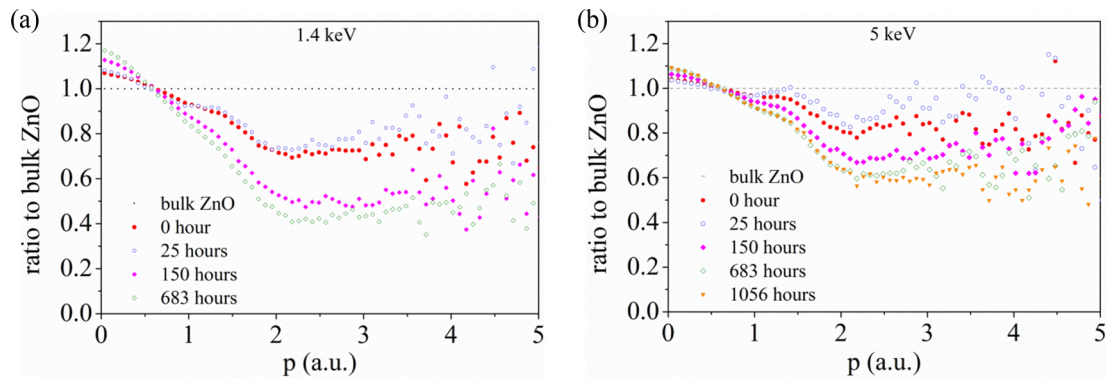 (a)
1.4 keV
ratio to bulk ZnO
1.2
1.0
0.8
0.6
0.4
0.2
0.0
bulk ZnO
0 hour
25 hours
150 hours
683 hours
0 1 2 3 4 5
p (a.u.)
(b)
5 keV
ratio to bulk ZnO
1.2
1.0
0.8
0.6
0.4
0.2
0.0
bulk ZnO
0 hour
25 hours
150 hours
683 hours
1056 hours
0 1 2 3 4 5
p (a.u.)